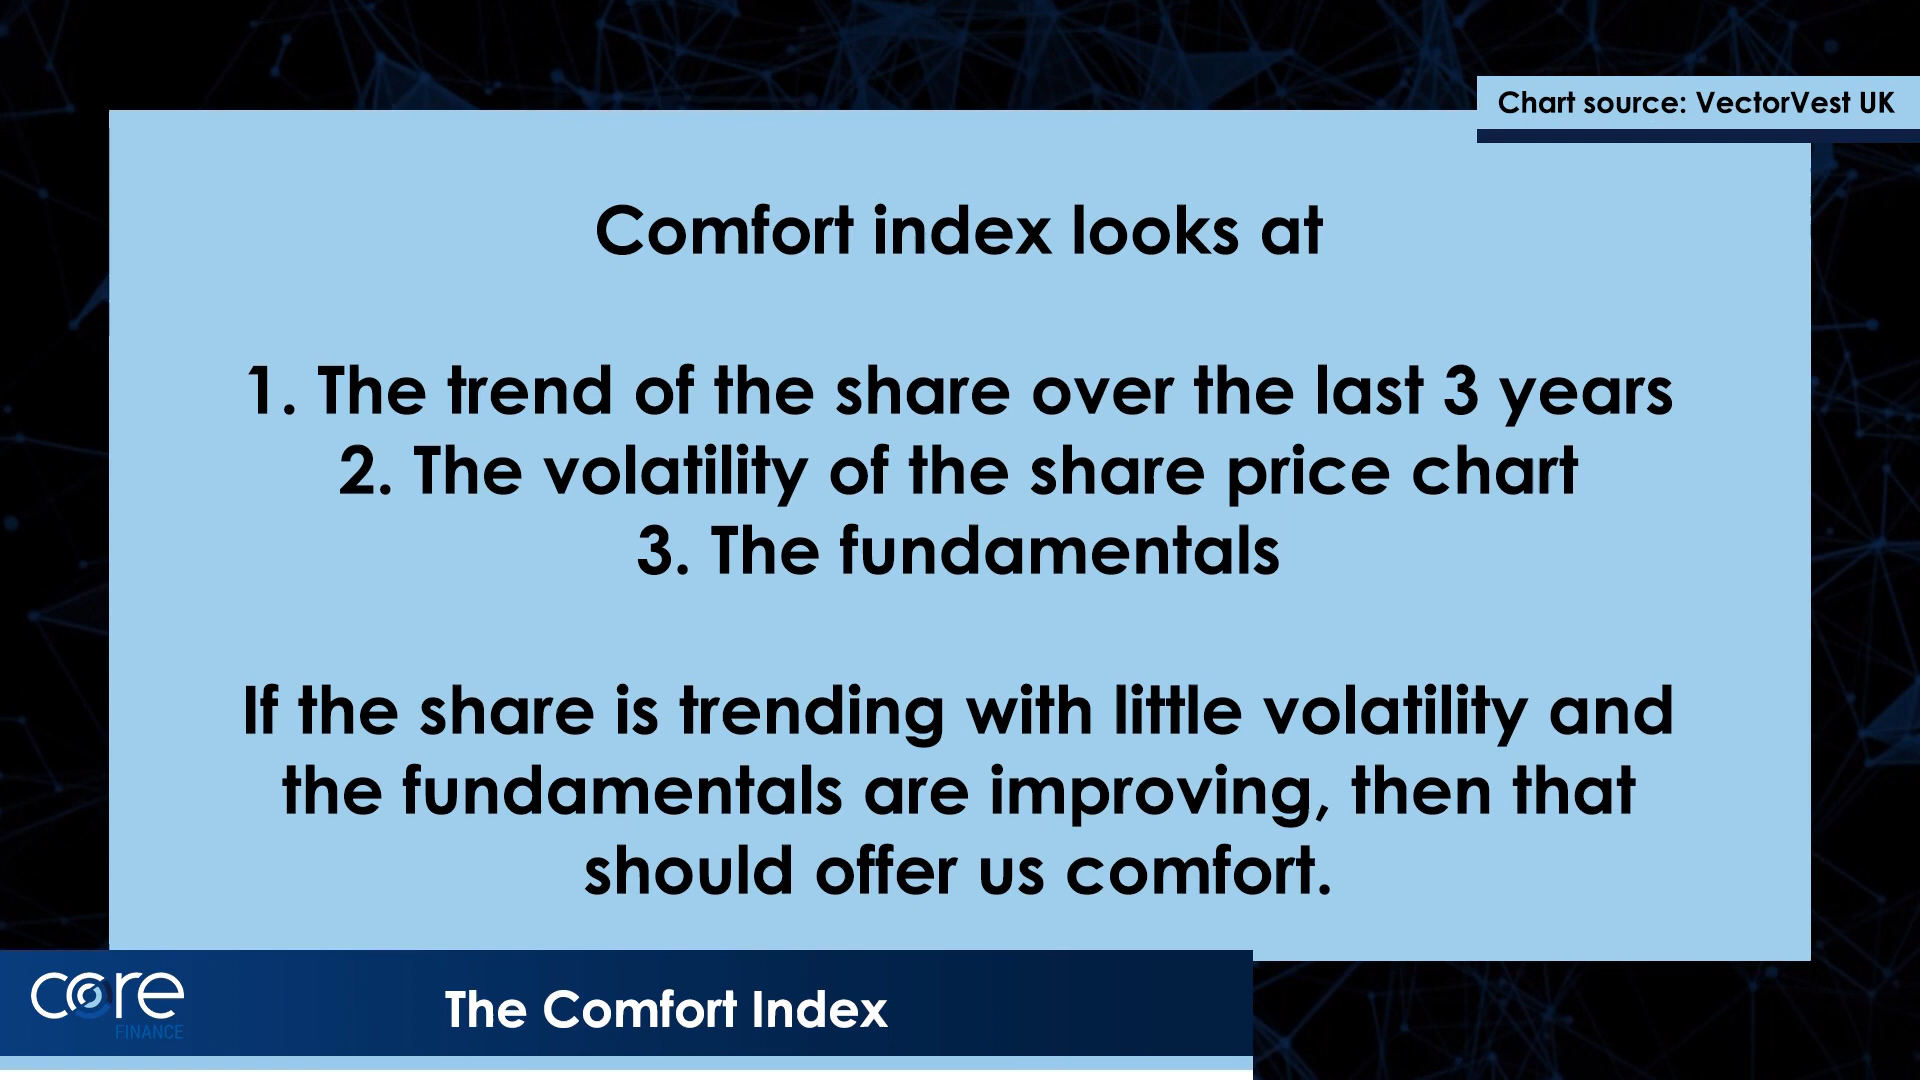 Chart source: VectorVest UK
Comfort index looks at
1. The trend of the share over the last 3 years
2. The volatility of the share price chart
3. The fundamentals
If the share is trending with little volatility and
the fundamentals are improving, then that
should offer us comfort.
core
FINANCE
The Comfort Index